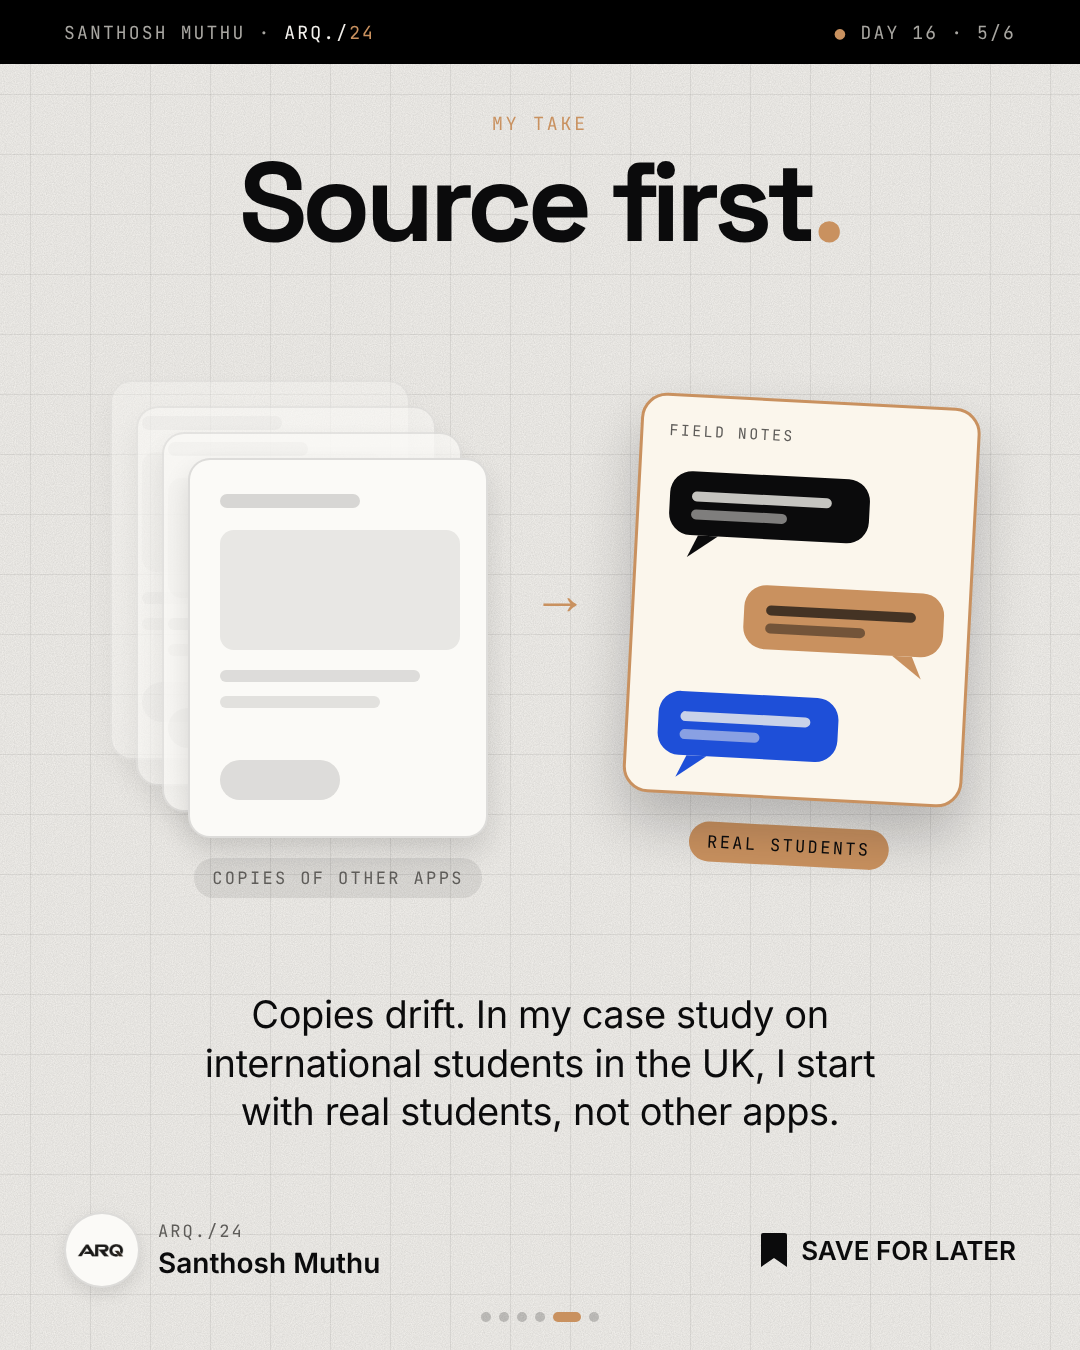 SANTHOSH MUTHU · ARQ./24
● DAY 16 · 5/6
MY TAKE
Source first.
FIELD NOTES
→
REAL STUDENTS
COPIES OF OTHER APPS
Copies drift. In my case study on
international students in the UK, I start
with real students, not other apps.
ARQ
ARQ./24
Santhosh Muthu
SAVE FOR LATER